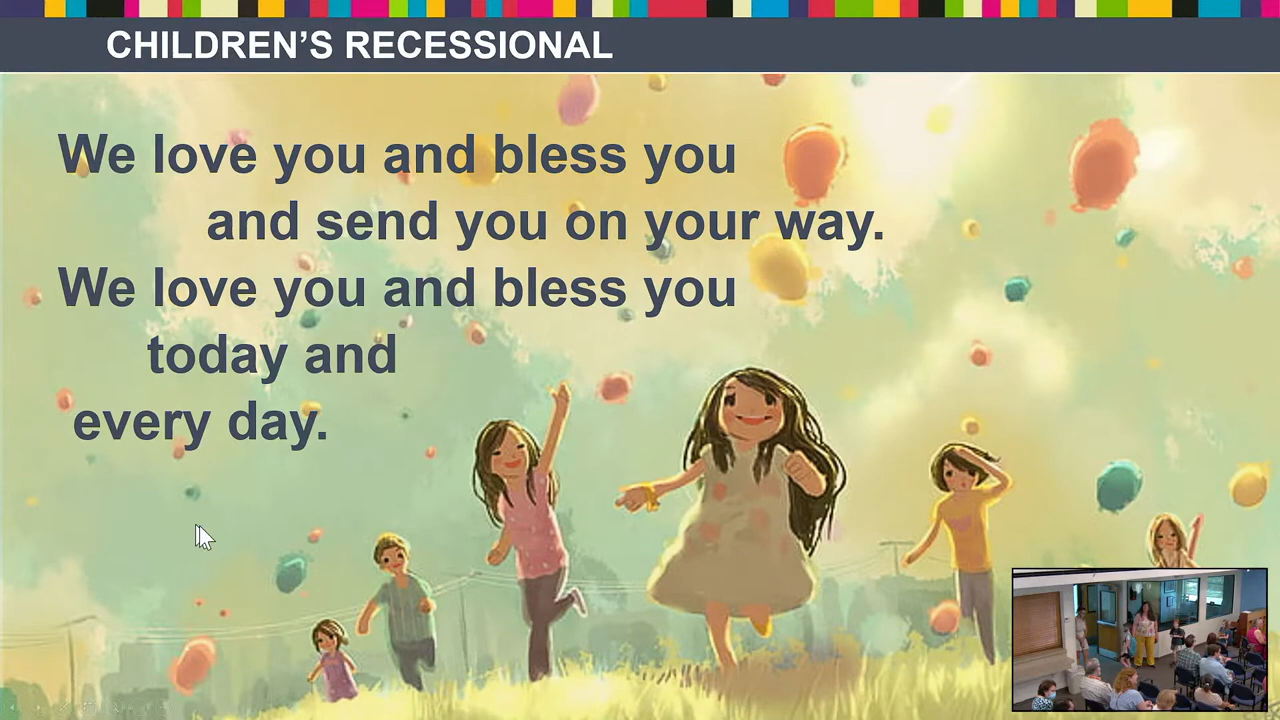 CHILDREN’S RECESSIONAL
We love you and bless you
and send you on your way.
We love you and bless you
today and
every day.